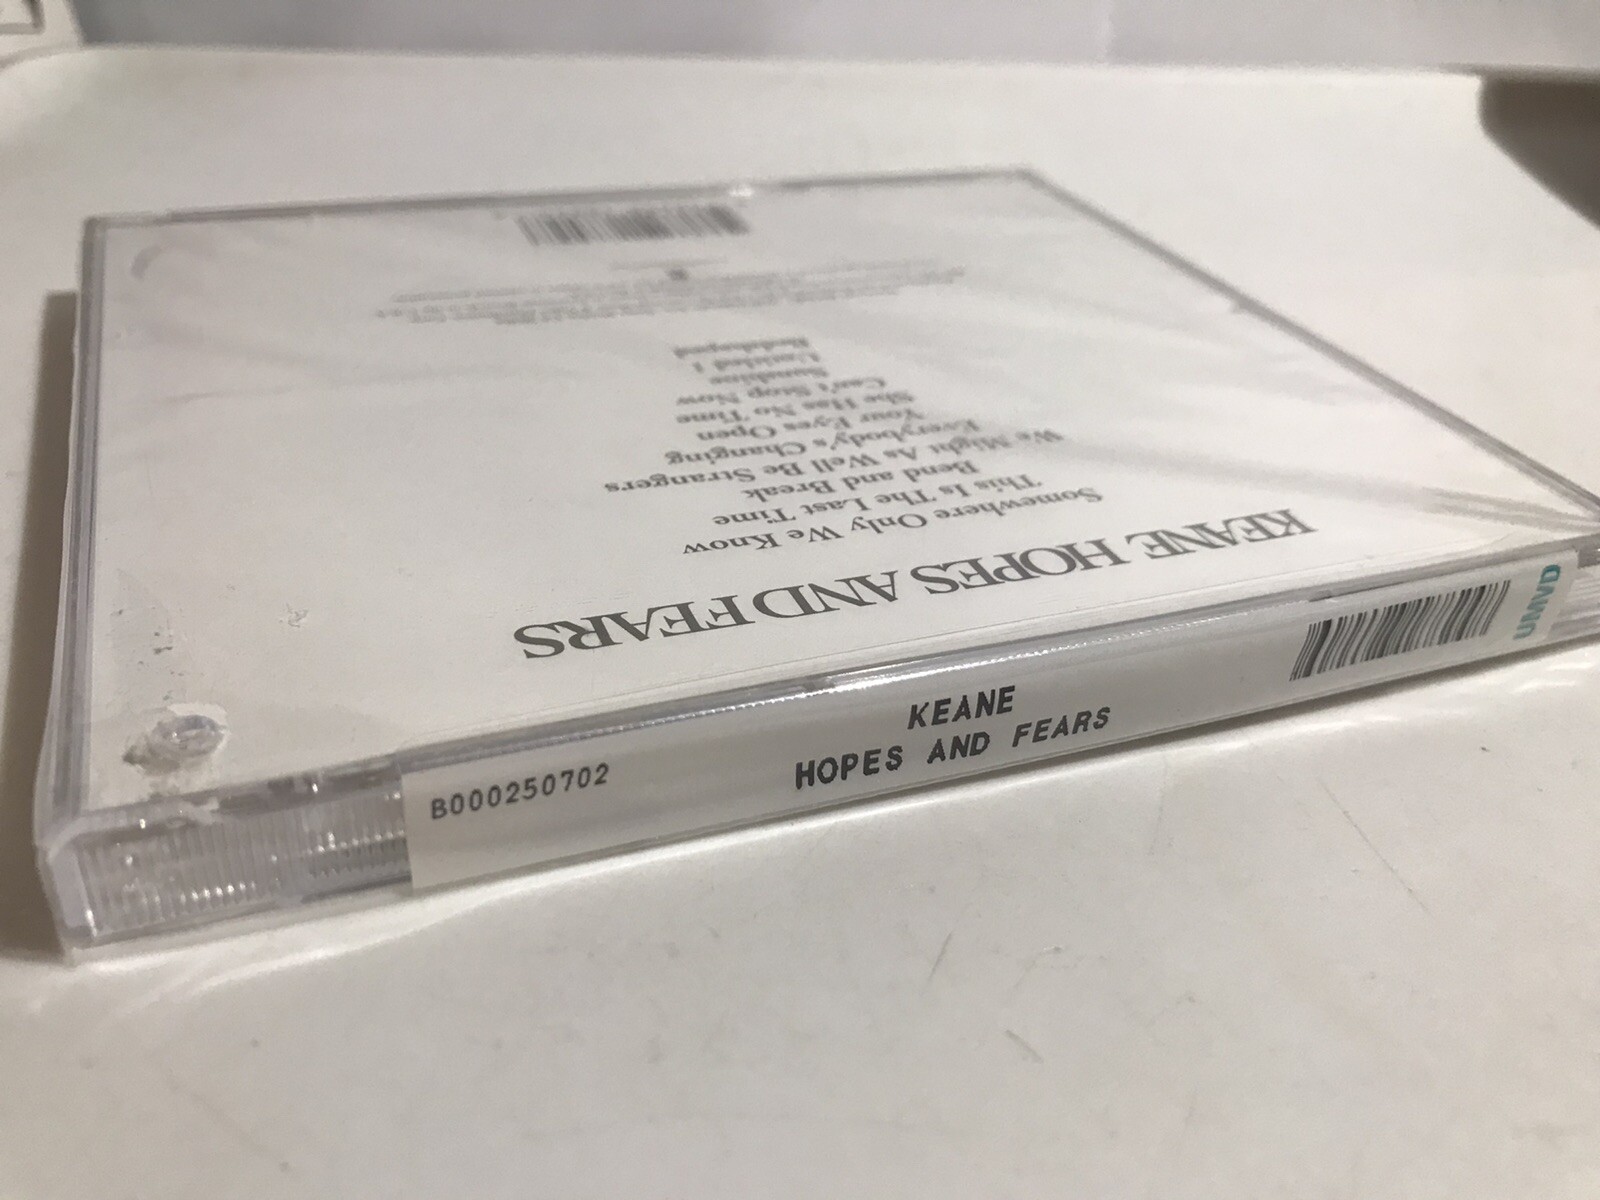 KEANE HOPES AND FEARS
Somewhere Only We Know
This Is The Last Time
Bend and Break
We Might As Well Be Strangers
Everybody's Changing
Your Eyes Open
She Has No Time
Can't Stop Now
Sunshine
Untitled 1
Bedshaped
B000250702
KEANE
HOPES AND FEARS
UMVD